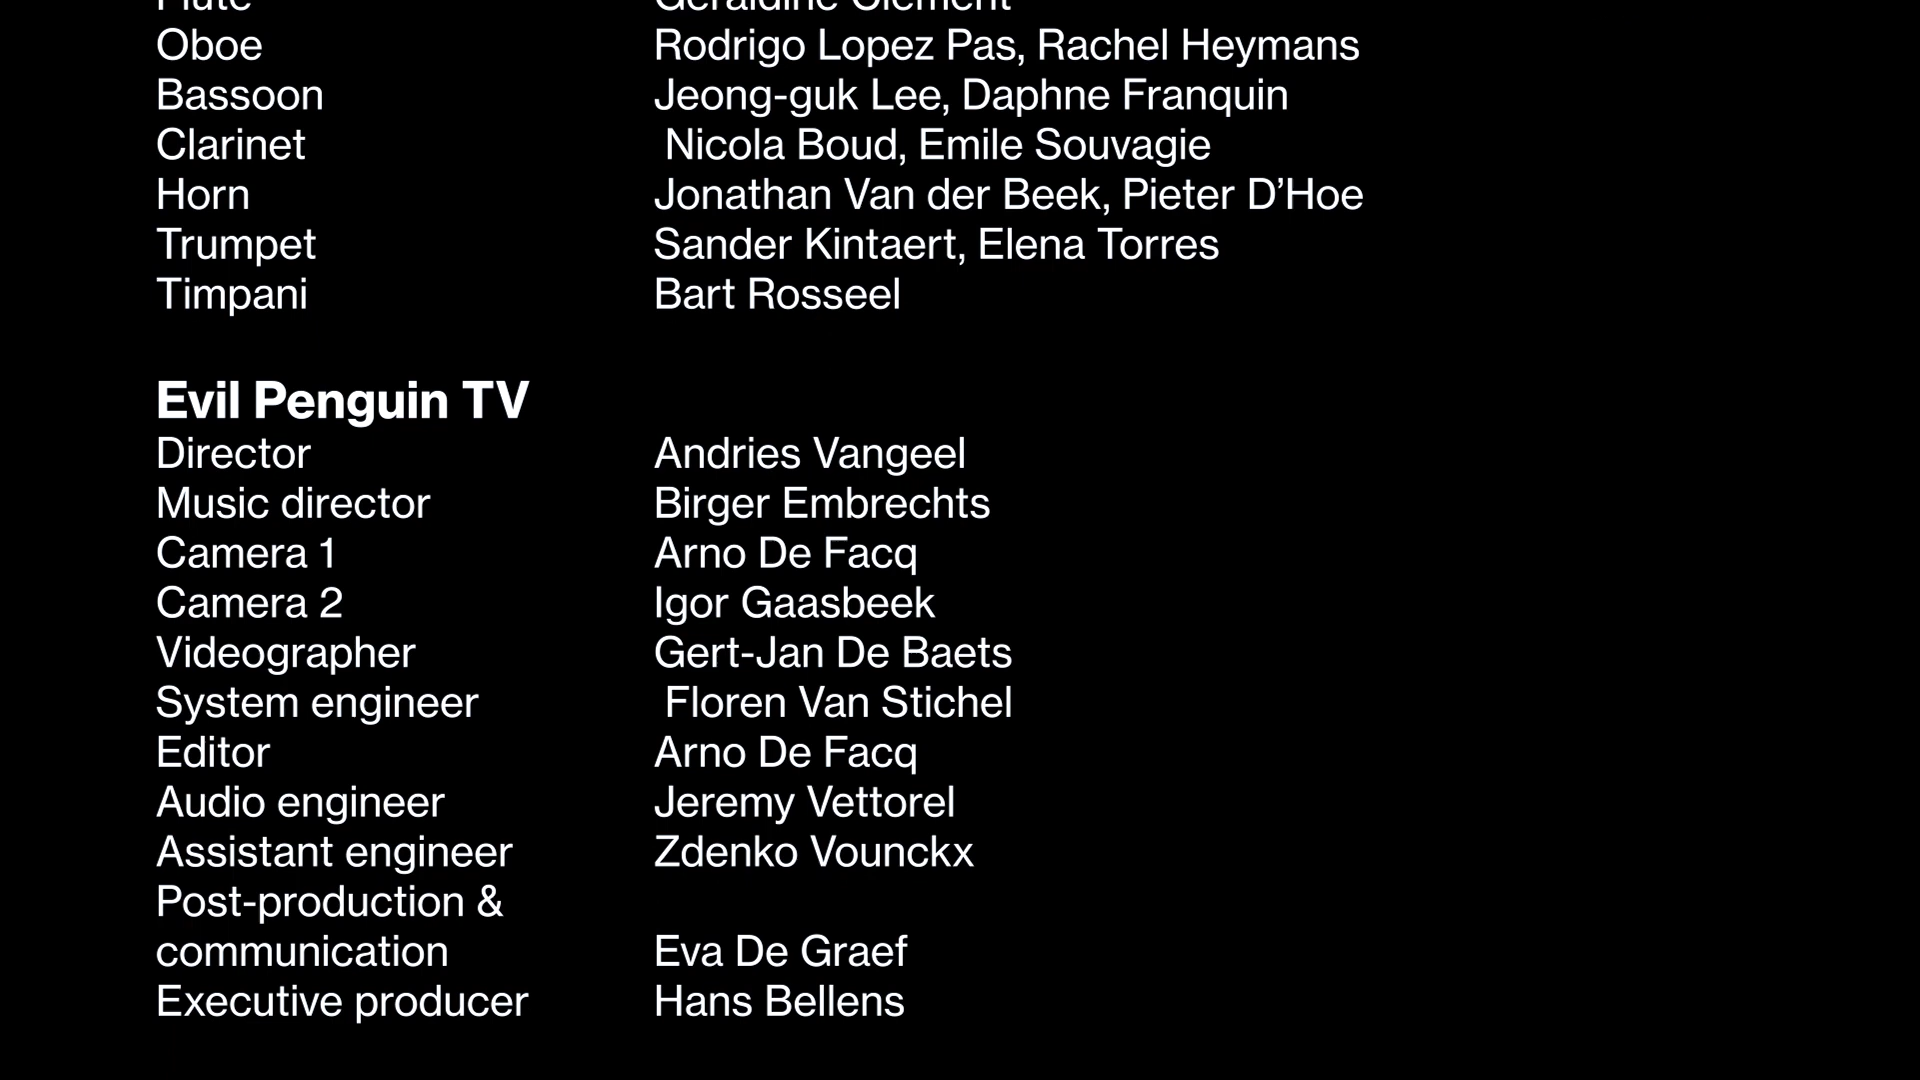 Flute Geraldine Clement
Oboe Rodrigo Lopez Pas, Rachel Heymans
Bassoon Jeong-guk Lee, Daphne Franquin
Clarinet Nicola Boud, Emile Souvagie
Horn Jonathan Van der Beek, Pieter D’Hoe
Trumpet Sander Kintaert, Elena Torres
Timpani Bart Rosseel
Evil Penguin TV
Director Andries Vangeel
Music director Birger Embrechts
Camera 1 Arno De Facq
Camera 2 Igor Gaasbeek
Videographer Gert-Jan De Baets
System engineer Floren Van Stichel
Editor Arno De Facq
Audio engineer Jeremy Vettorel
Assistant engineer Zdenko Vounckx
Post-production &
communication Eva De Graef
Executive producer Hans Bellens